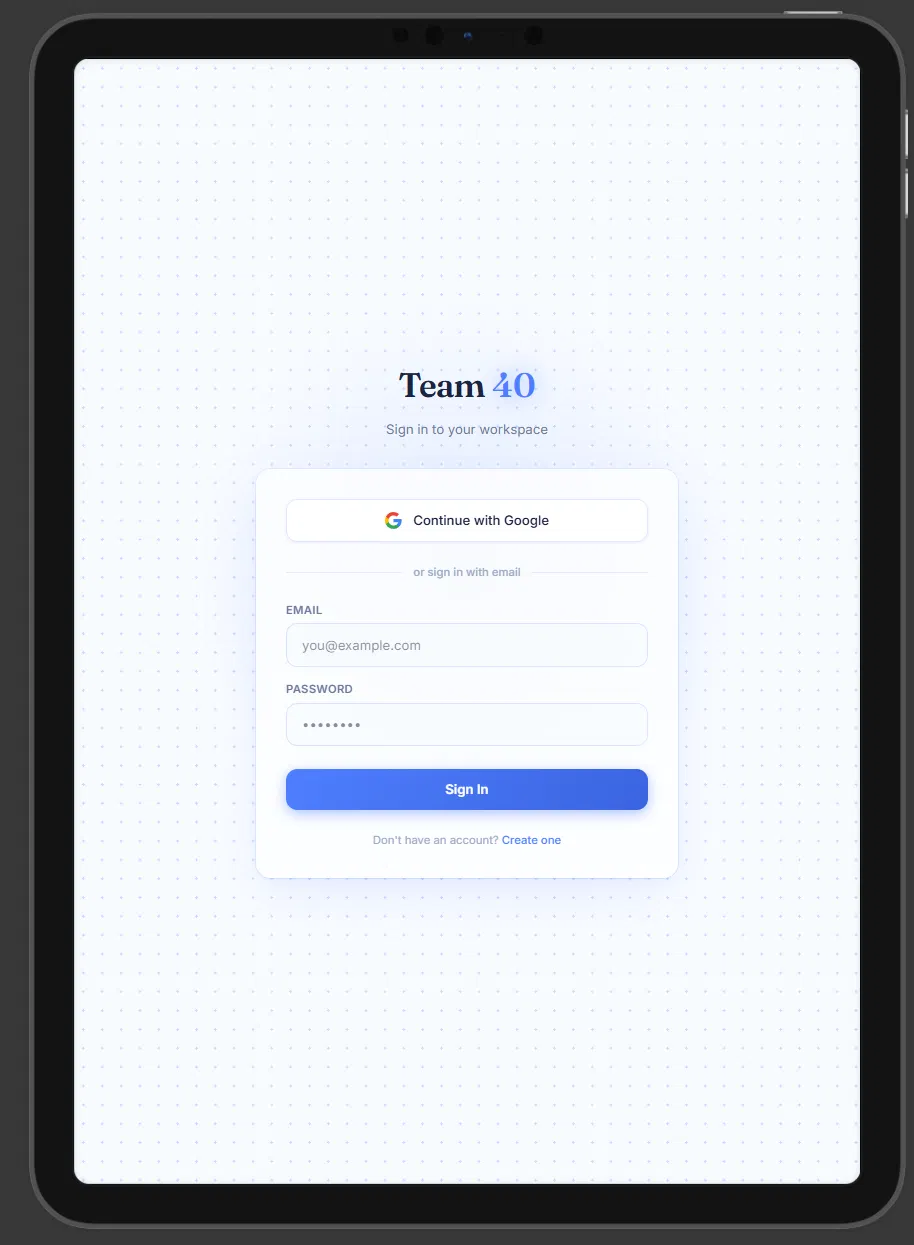 Team 40
Sign in to your workspace
Continue with Google
or sign in with email
EMAIL
you@example.com
PASSWORD
••••••••
Sign In
Don't have an account? Create one